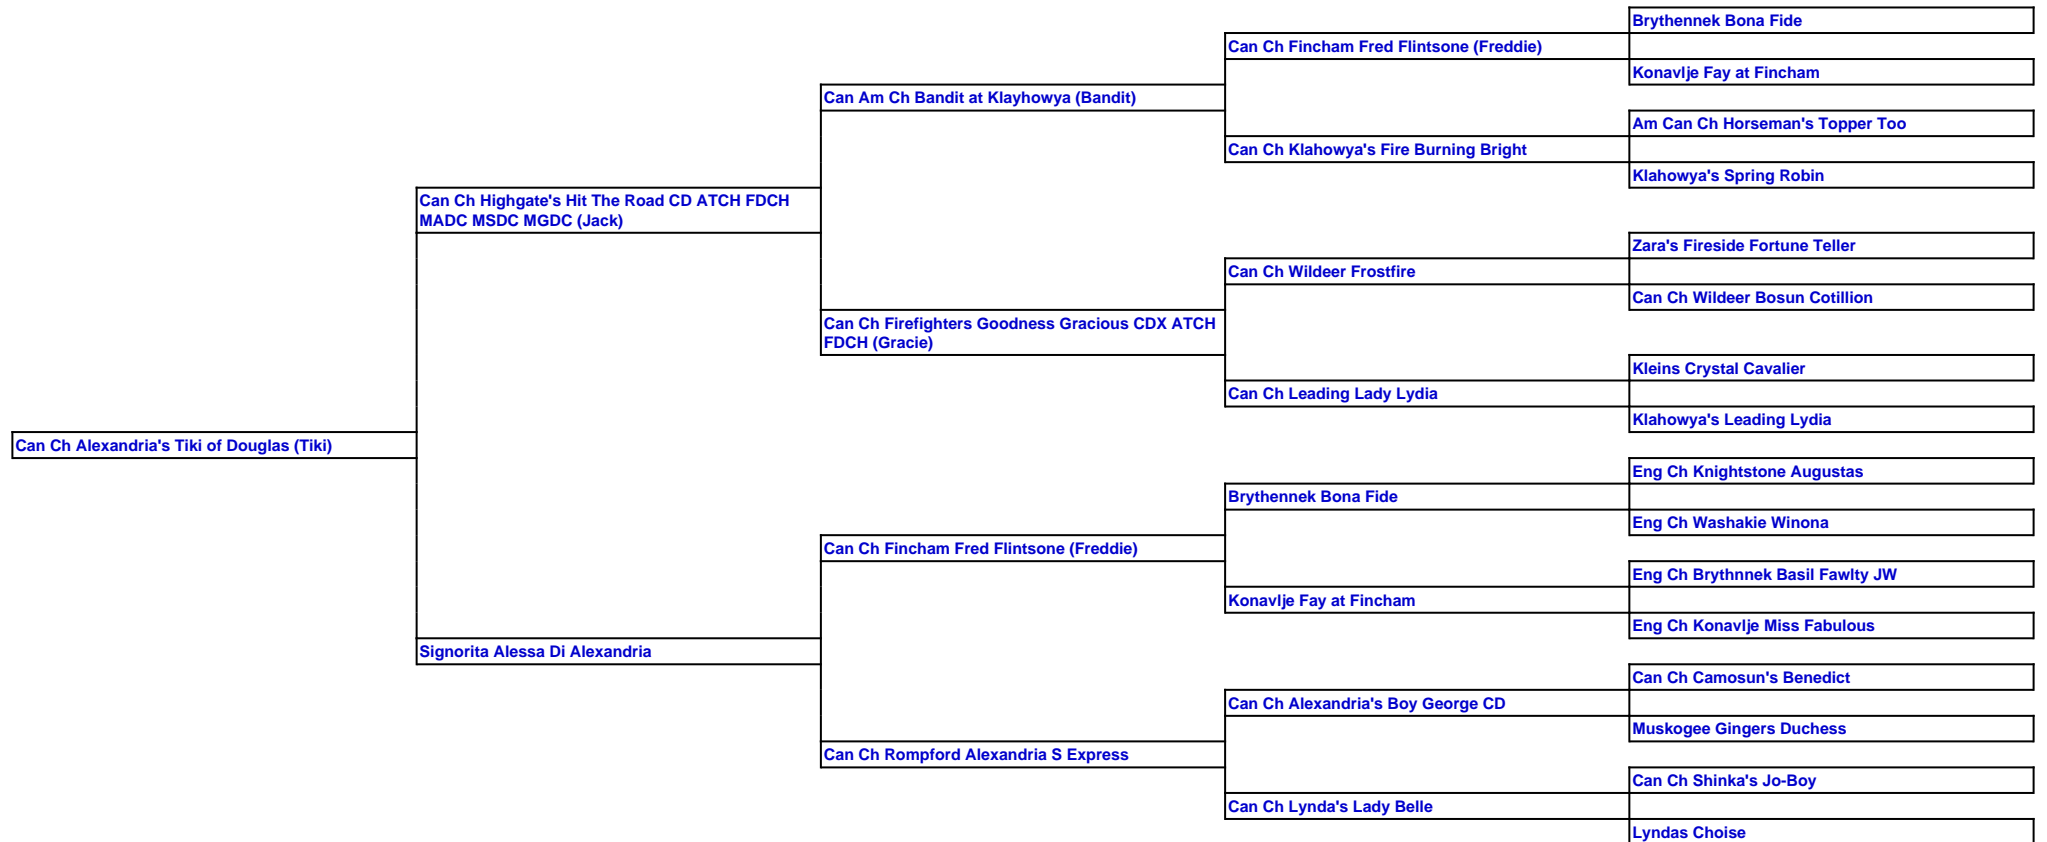 Brythennek Bona Fide
Can Ch Fincham Fred Flintsone (Freddie)
Konavlje Fay at Fincham
Can Am Ch Bandit at Klayhowya (Bandit)
Am Can Ch Horseman's Topper Too
Can Ch Klahowya's Fire Burning Bright
Klahowya's Spring Robin
Can Ch Highgate's Hit The Road CD ATCH FDCH
MADC MSDC MGDC (Jack)
Zara's Fireside Fortune Teller
Can Ch Wildeer Frostfire
Can Ch Wildeer Bosun Cotillion
Can Ch Firefighters Goodness Gracious CDX ATCH
FDCH (Gracie)
Kleins Crystal Cavalier
Can Ch Leading Lady Lydia
Klahowya's Leading Lydia
Can Ch Alexandria's Tiki of Douglas (Tiki)
Eng Ch Knightstone Augustas
Brythennek Bona Fide
Eng Ch Washakie Winona
Can Ch Fincham Fred Flintsone (Freddie)
Eng Ch Brythnnek Basil Fawlty JW
Konavlje Fay at Fincham
Eng Ch Konavlje Miss Fabulous
Signorita Alessa Di Alexandria
Can Ch Camosun's Benedict
Can Ch Alexandria's Boy George CD
Muskogee Gingers Duchess
Can Ch Rompford Alexandria S Express
Can Ch Shinka's Jo-Boy
Can Ch Lynda's Lady Belle
Lyndas Choise